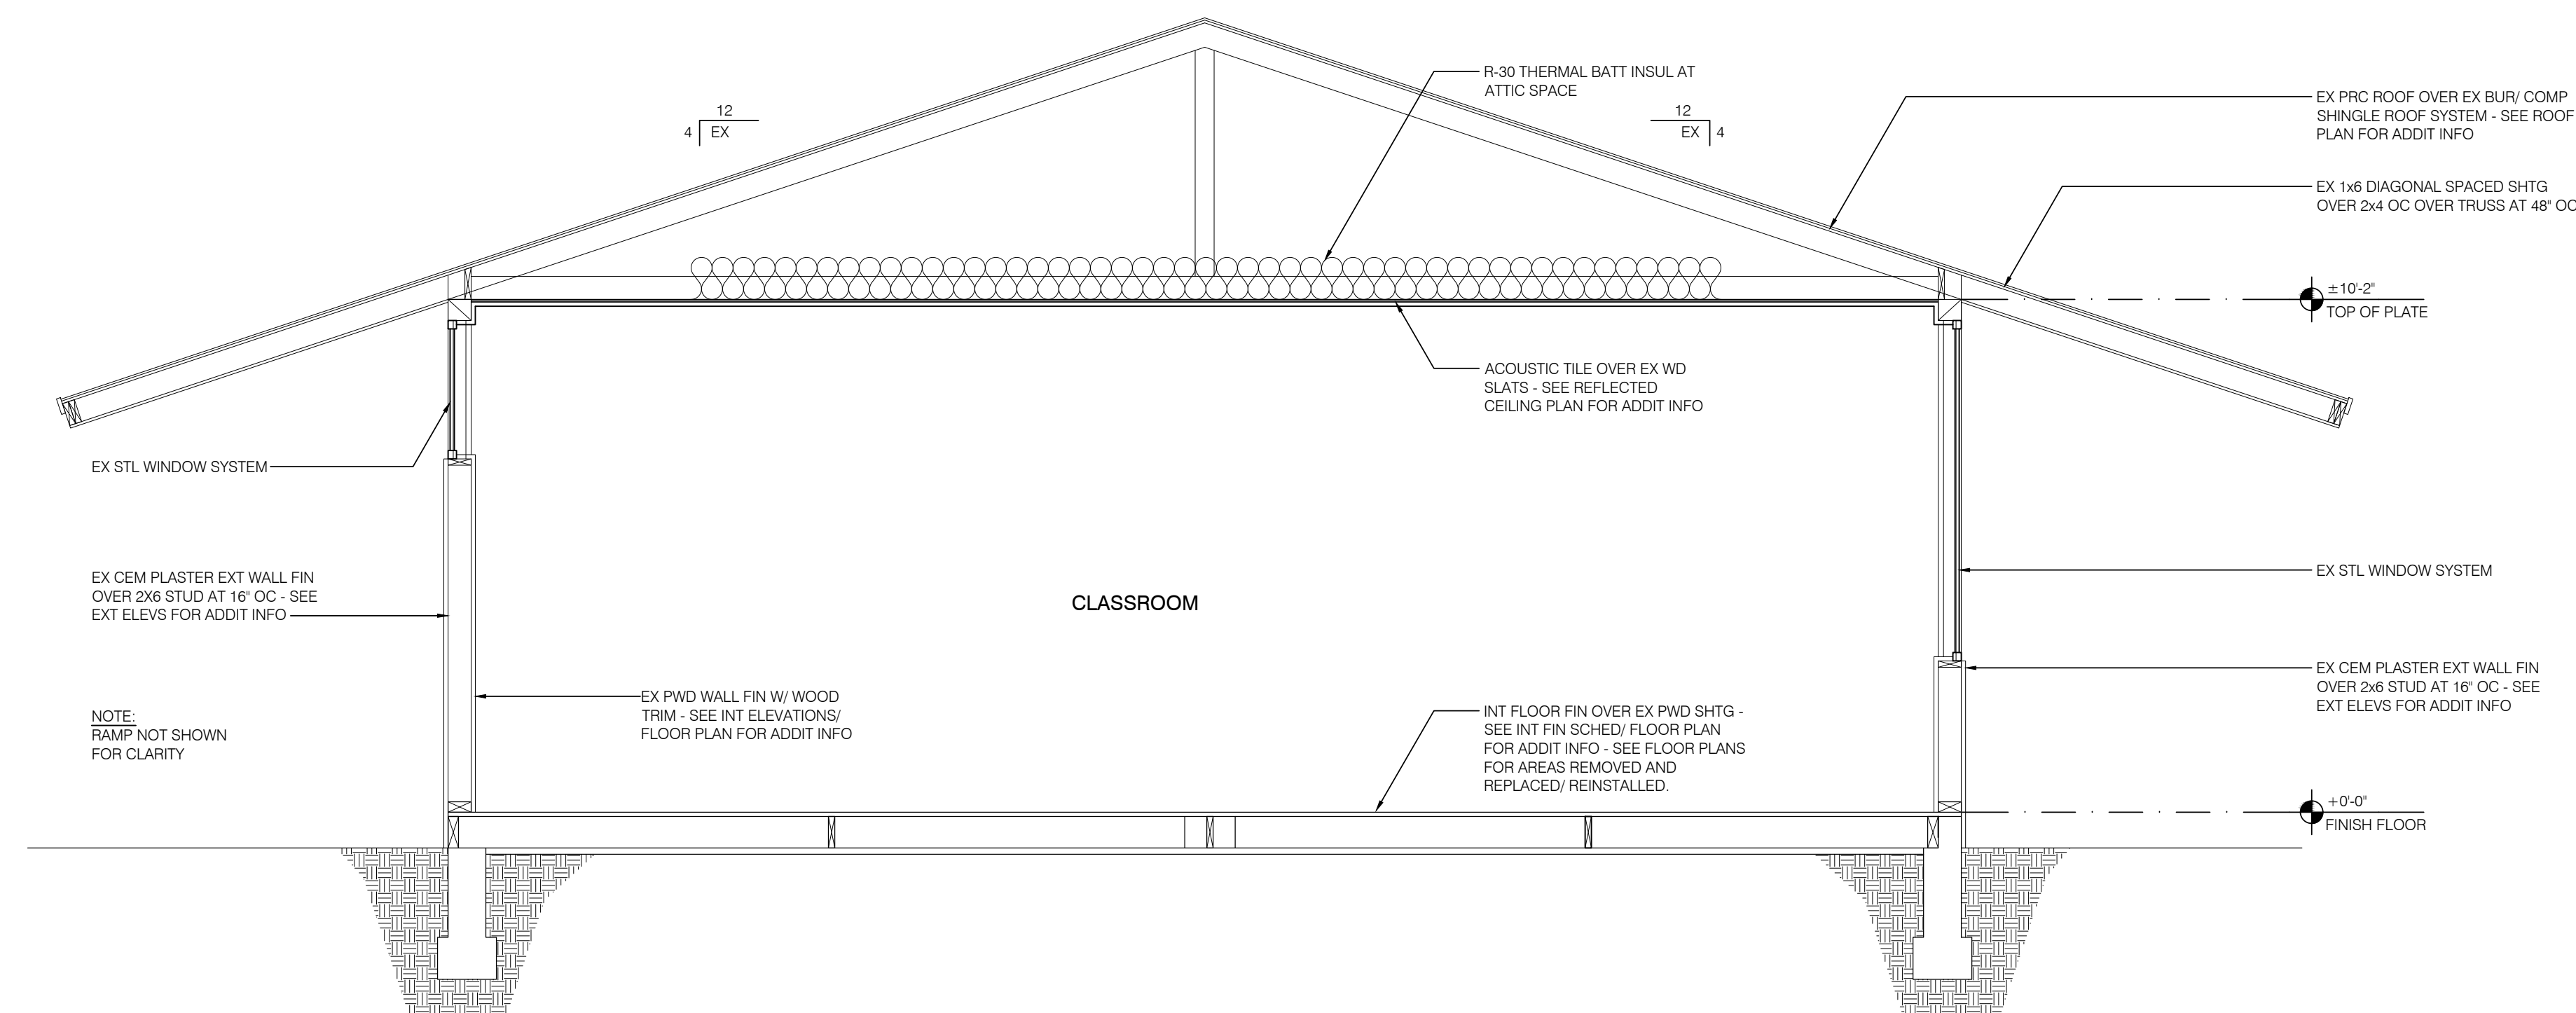 R-30 THERMAL BATT INSUL AT
ATTIC SPACE
12
4 EX
12
EX 4
EX PRC ROOF OVER EX BUR/ COMP
SHINGLE ROOF SYSTEM - SEE ROOF
PLAN FOR ADDIT INFO
EX 1x6 DIAGONAL SPACED SHTG
OVER 2x4 OC OVER TRUSS AT 48" OC
±10'-2"
TOP OF PLATE
ACOUSTIC TILE OVER EX WD
SLATS - SEE REFLECTED
CEILING PLAN FOR ADDIT INFO
EX STL WINDOW SYSTEM
EX CEM PLASTER EXT WALL FIN
OVER 2X6 STUD AT 16" OC - SEE
EXT ELEVS FOR ADDIT INFO
CLASSROOM
EX STL WINDOW SYSTEM
EX CEM PLASTER EXT WALL FIN
OVER 2x6 STUD AT 16" OC - SEE
EXT ELEVS FOR ADDIT INFO
EX PWD WALL FIN W/ WOOD
TRIM - SEE INT ELEVATIONS/
FLOOR PLAN FOR ADDIT INFO
NOTE:
RAMP NOT SHOWN
FOR CLARITY
INT FLOOR FIN OVER EX PWD SHTG -
SEE INT FIN SCHED/ FLOOR PLAN
FOR ADDIT INFO - SEE FLOOR PLANS
FOR AREAS REMOVED AND
REPLACED/ REINSTALLED.
+0'-0"
FINISH FLOOR